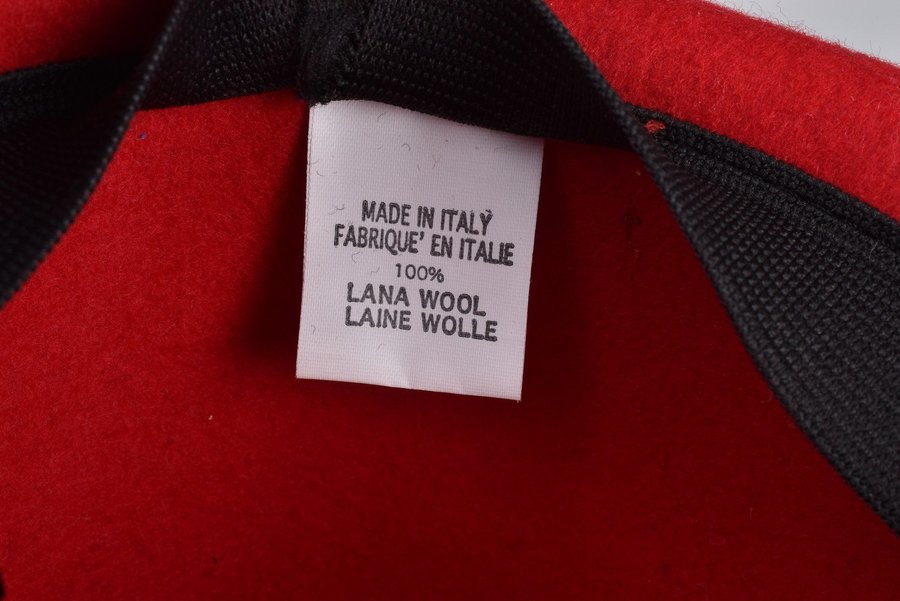 MADE IN ITALY
FABRIQUE' EN ITALIE
100%
LANA WOOL
LAINE WOLLE